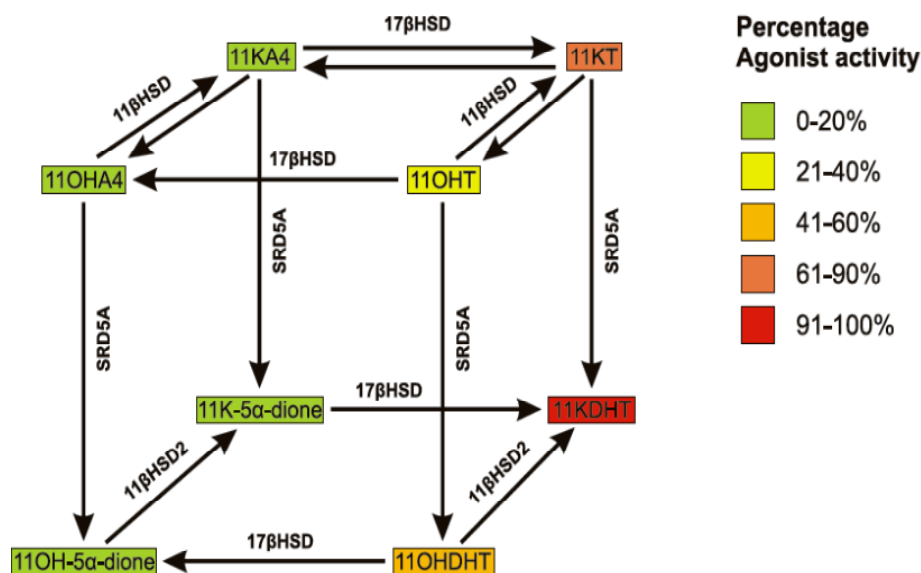 17βHSD
11KA4
11KT
11βHSD
11βHSD
17βHSD
11OHA4
11OHT
SRD5A
SRD5A
SRD5A
SRD5A
17βHSD
11K-5α-dione
11KDHT
11βHSD2
11βHSD2
17βHSD
11OH-5α-dione
11OHDHT
Percentage
Agonist activity
0-20%
21-40%
41-60%
61-90%
91-100%